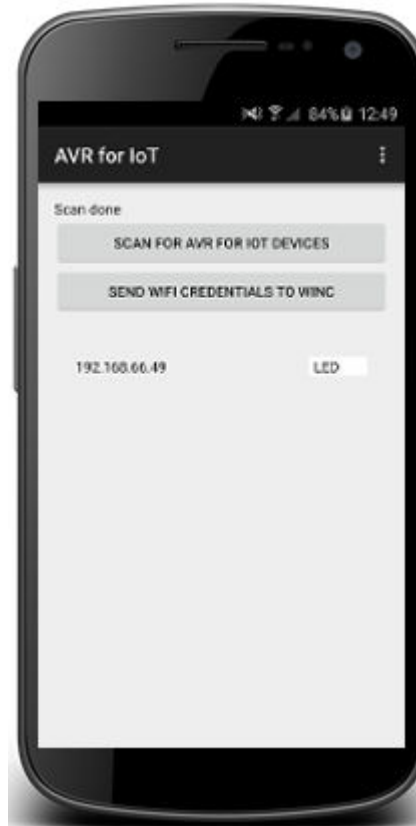 84% 12:49
AVR for IoT
Scan done
SCAN FOR AVR FOR IOT DEVICES
SEND WIFI CREDENTIALS TO WINC
192.168.66.49 LED